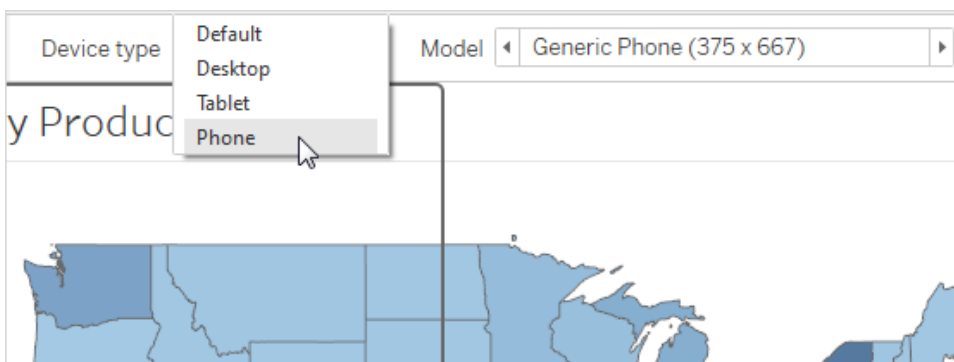 Device type
Default
Desktop
Tablet
Phone
Model
Generic Phone (375 x 667)
y Produc